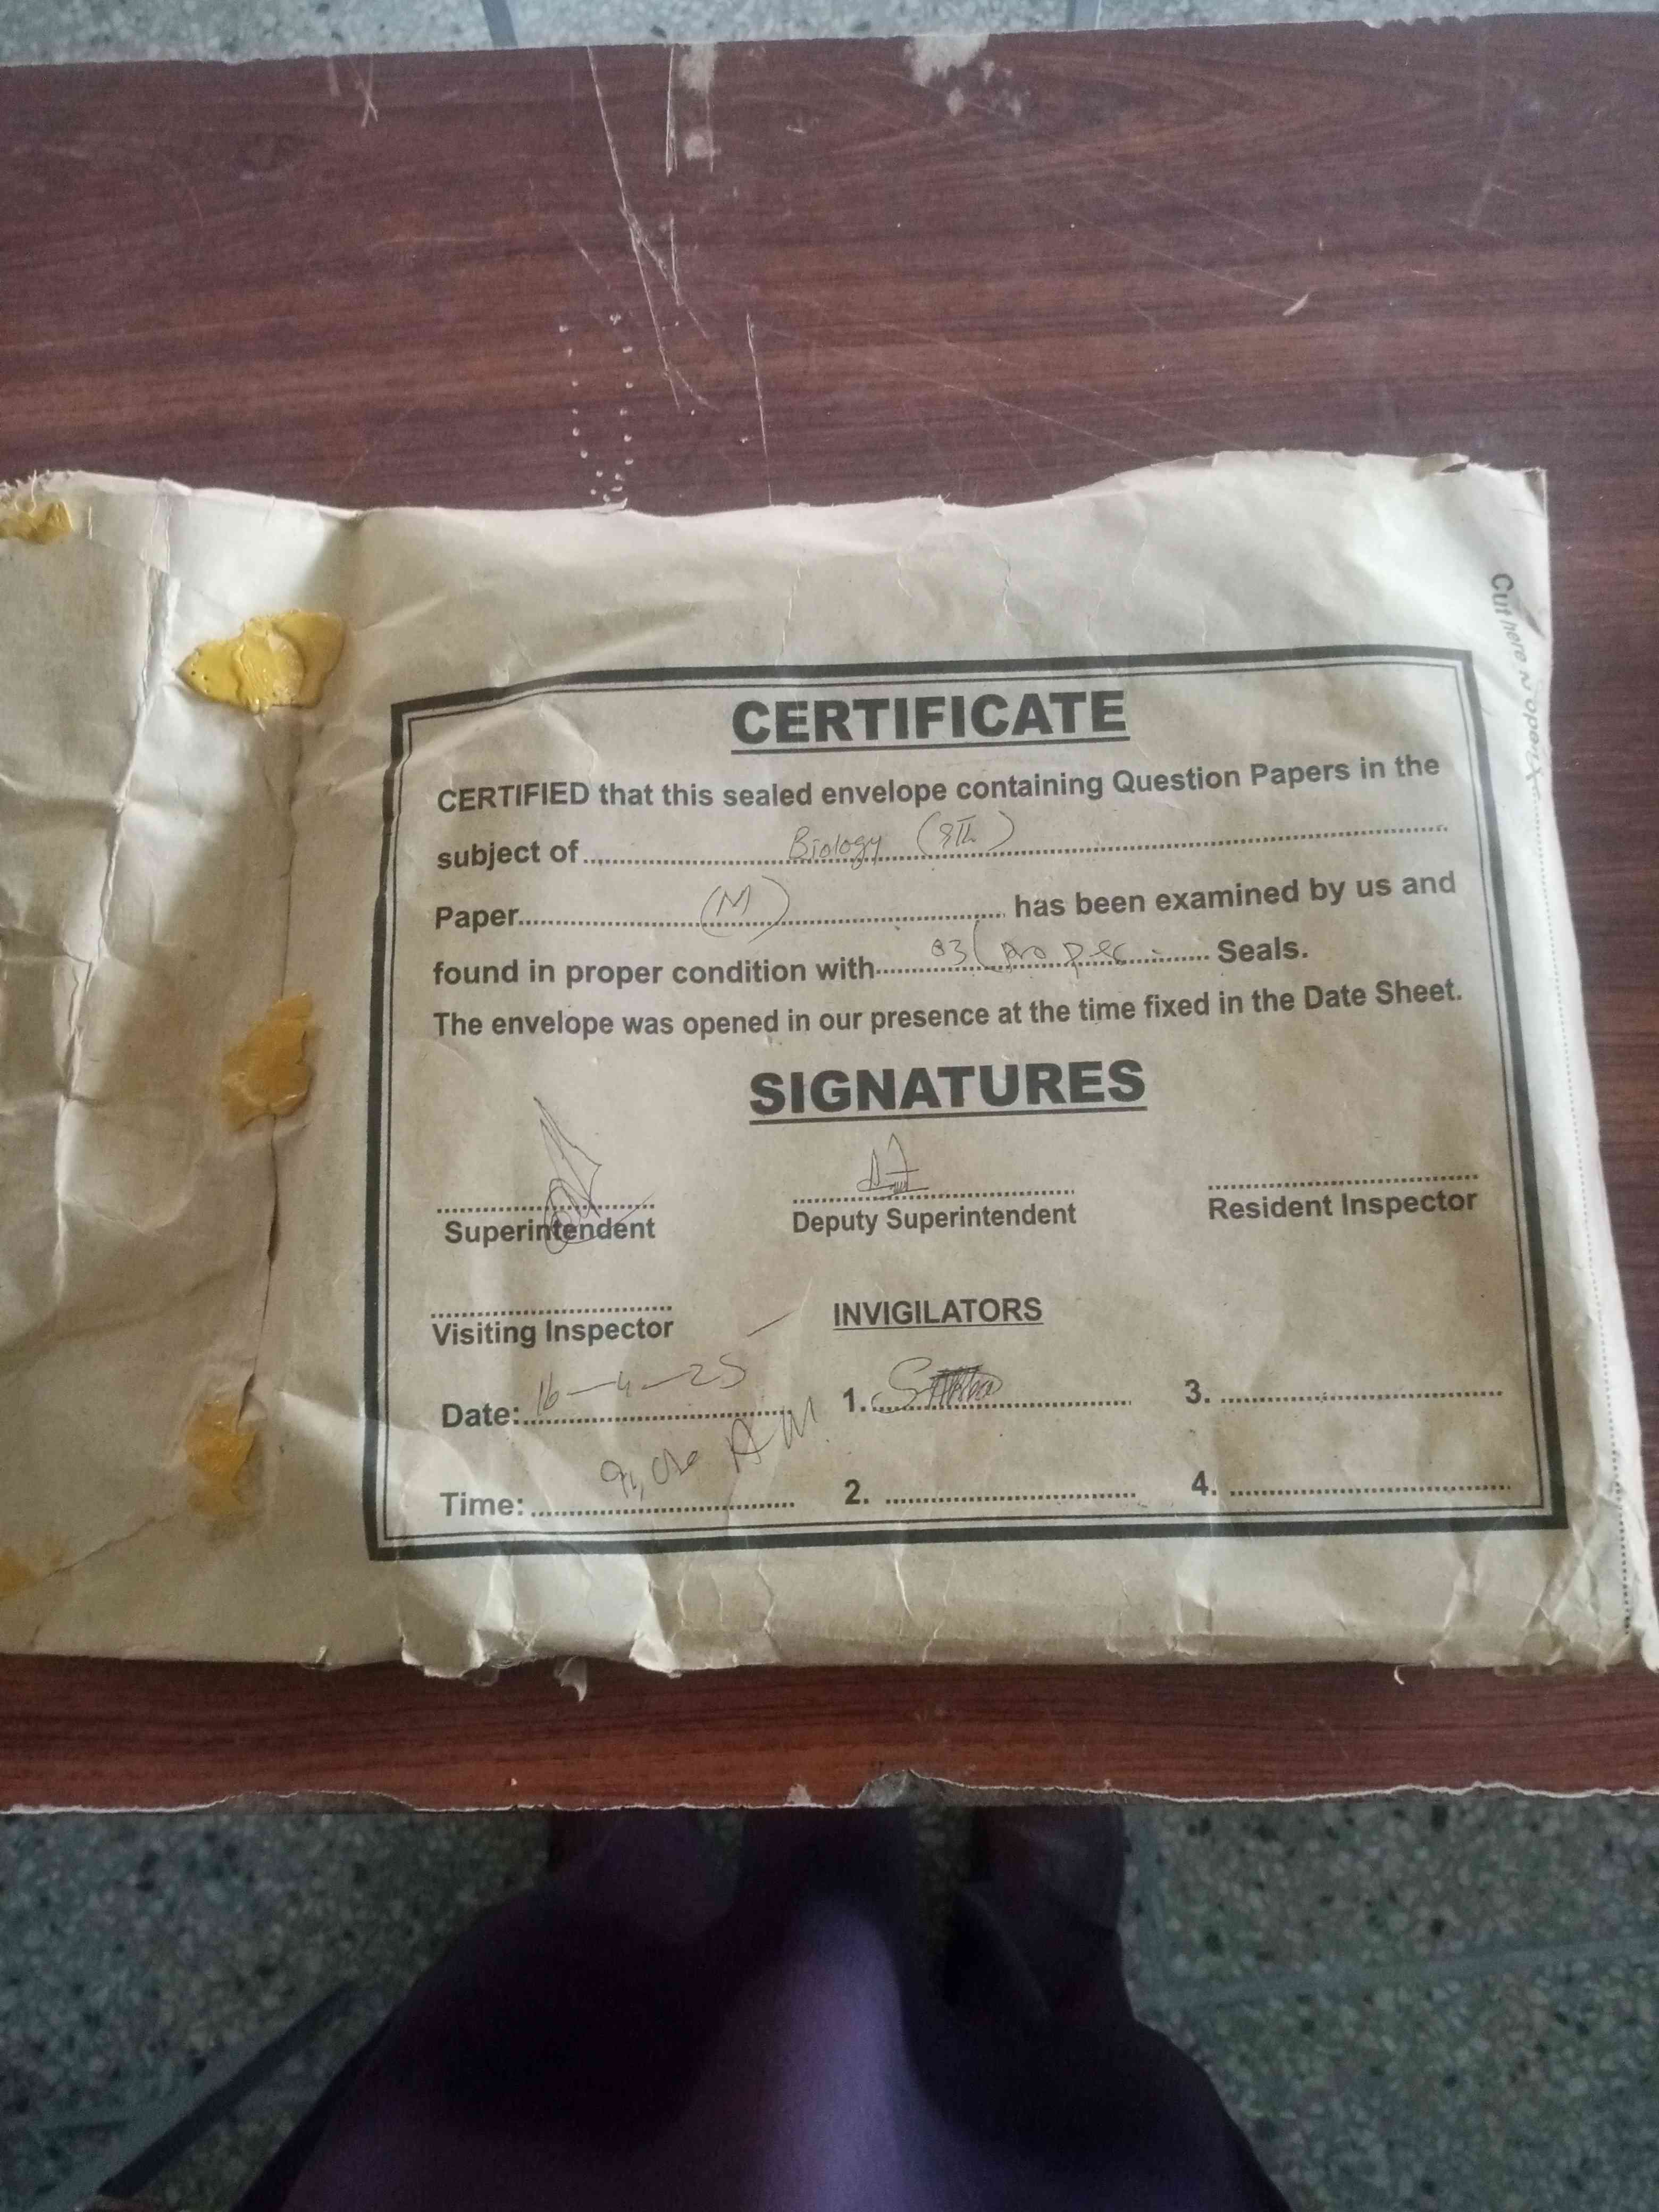 CERTIFICATE
CERTIFIED that this sealed envelope containing Question Papers in the
subject of Biology (9th)
Paper (M) has been examined by us and
found in proper condition with 03 (proper Seals.
The envelope was opened in our presence at the time fixed in the Date Sheet.
SIGNATURES
Superintendent Deputy Superintendent Resident Inspector
Visiting Inspector INVIGILATORS
Date: 16-4-25 1. 3.
Time: AM 2. 4.
Cut here to open